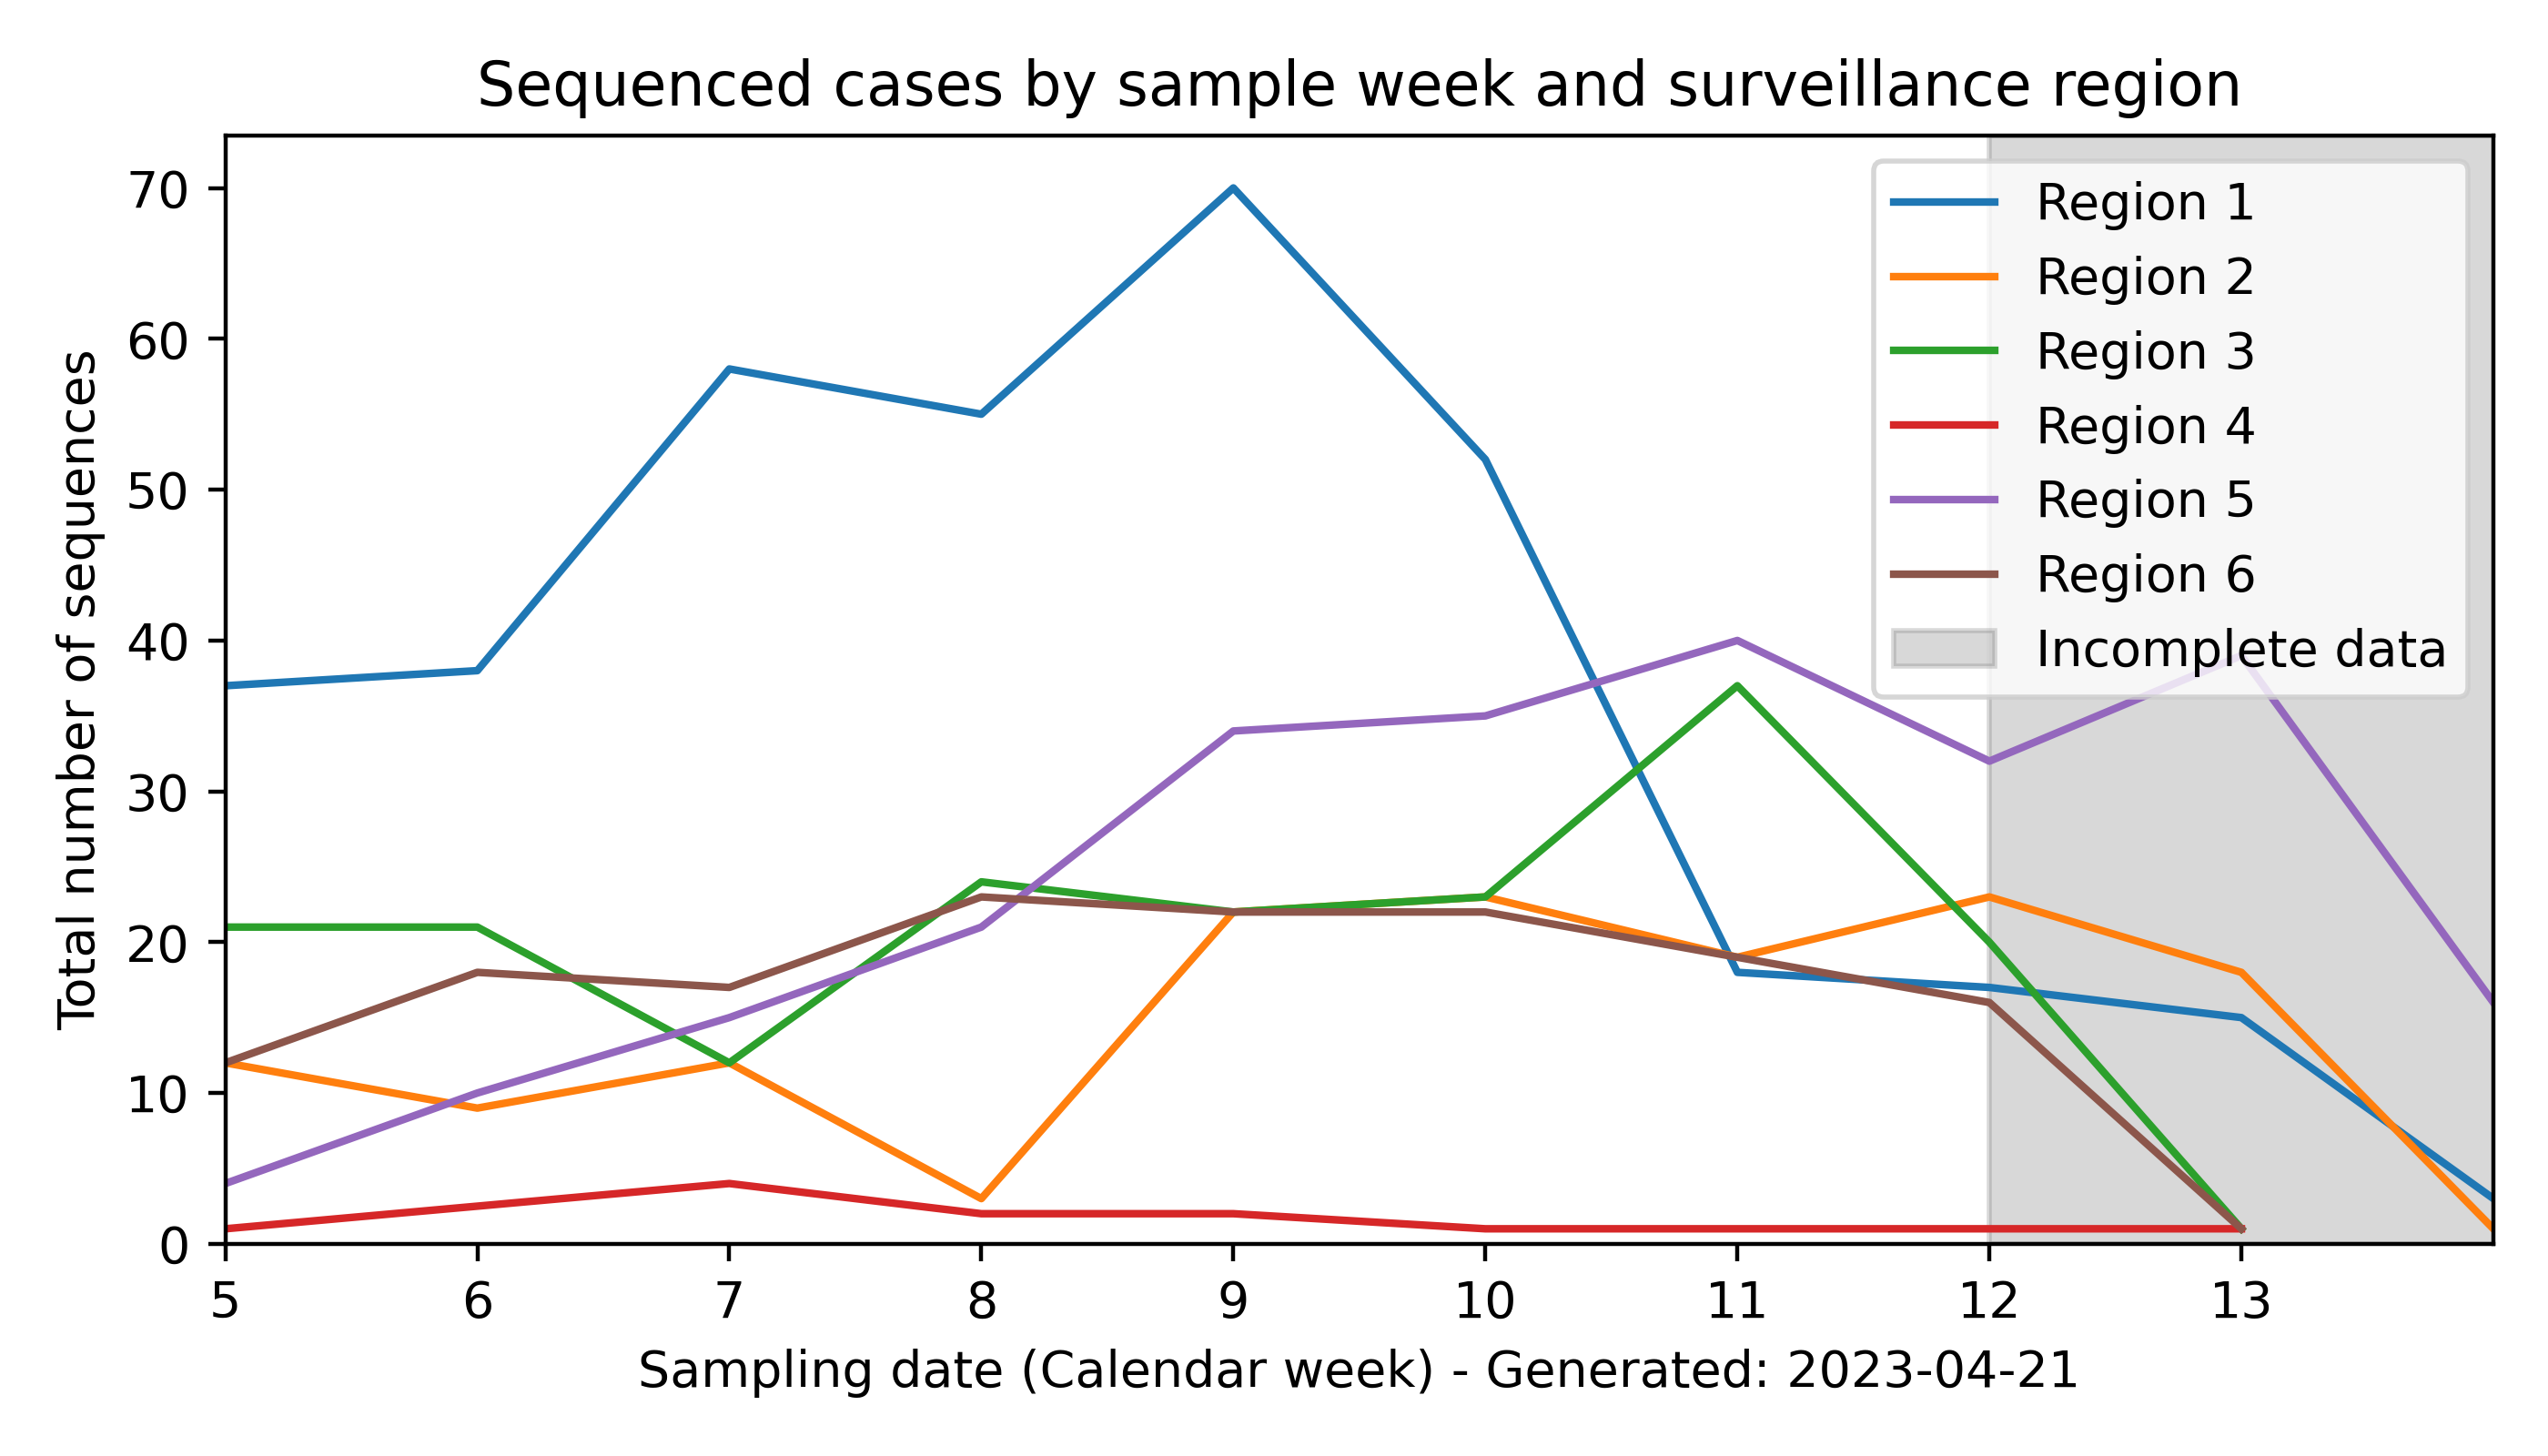 Sequenced cases by sample week and surveillance region
70
60
50
40
30
20
10
0
Total number of sequences
Region 1
Region 2
Region 3
Region 4
Region 5
Region 6
Incomplete data
5 6 7 8 9 10 11 12 13
Sampling date (Calendar week) - Generated: 2023-04-21